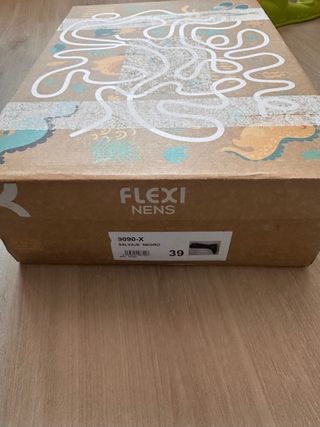 FLEXI
NENS
9090-X
SALVAJE NEGRO
39